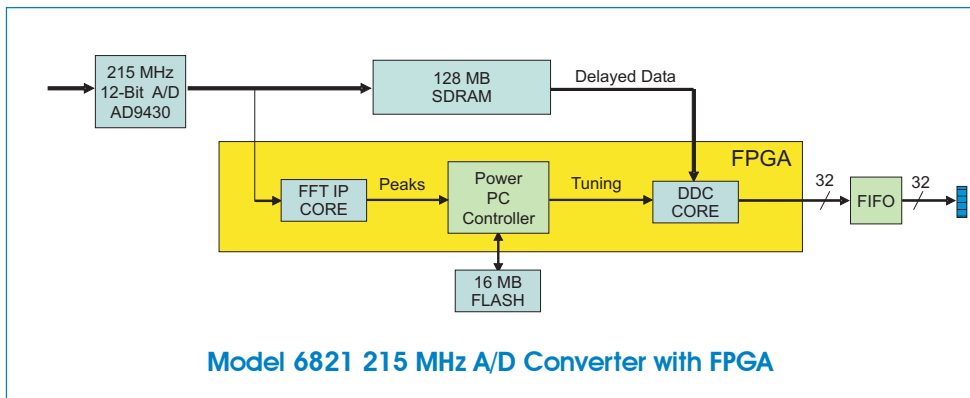 215 MHz
12-Bit A/D
AD9430
128 MB
SDRAM
Delayed Data
FPGA
FFT IP
CORE
Peaks
Power
PC
Controller
Tuning
DDC
CORE
32
FIFO
32
16 MB
FLASH
Model 6821 215 MHz A/D Converter with FPGA